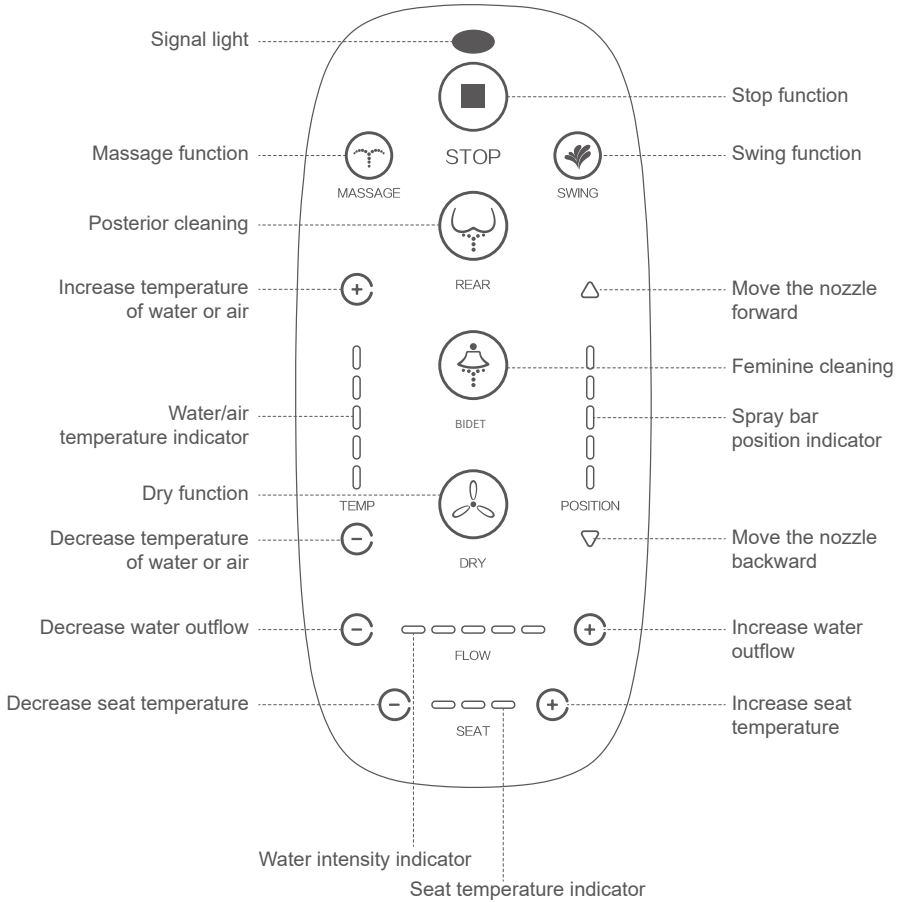 Signal light
Stop function
Massage function
STOP
Swing function
MASSAGE
SWING
Posterior cleaning
REAR
Increase temperature
of water or air
Move the nozzle
forward
Feminine cleaning
Water/air
temperature indicator
BIDET
Spray bar
position indicator
Dry function
TEMP
POSITION
Decrease temperature
of water or air
DRY
Move the nozzle
backward
Decrease water outflow
FLOW
Increase water
outflow
Decrease seat temperature
SEAT
Increase seat
temperature
Water intensity indicator
Seat temperature indicator